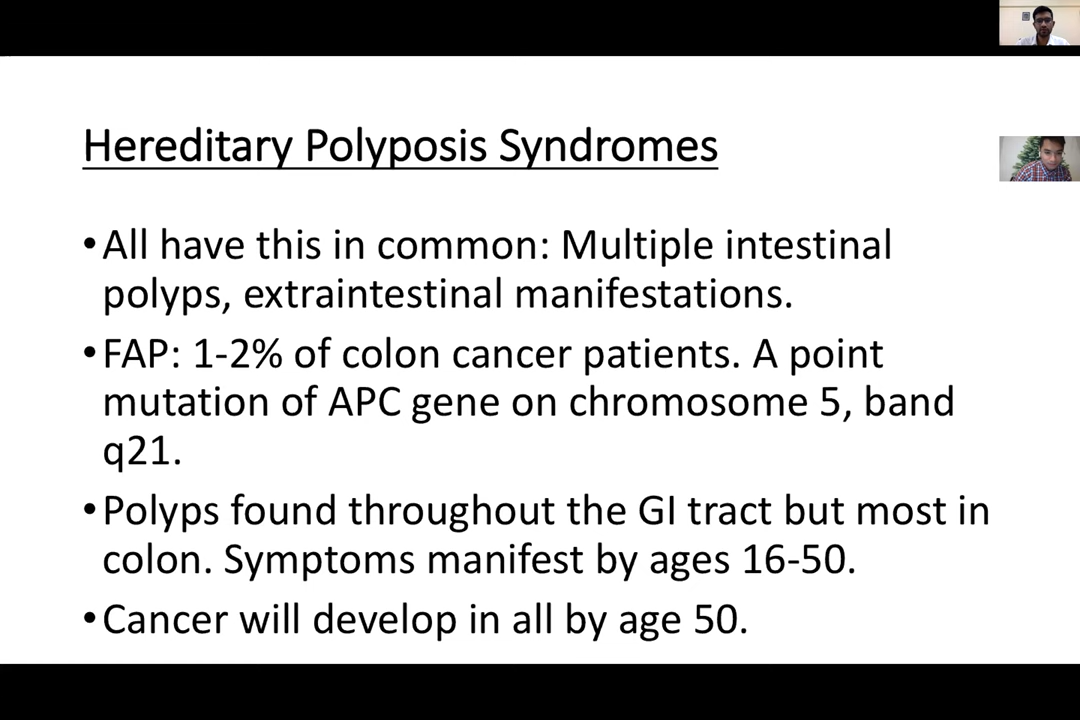 Hereditary Polyposis Syndromes
•All have this in common: Multiple intestinal
polyps, extraintestinal manifestations.
•FAP: 1-2% of colon cancer patients. A point
mutation of APC gene on chromosome 5, band
q21.
•Polyps found throughout the GI tract but most in
colon. Symptoms manifest by ages 16-50.
•Cancer will develop in all by age 50.